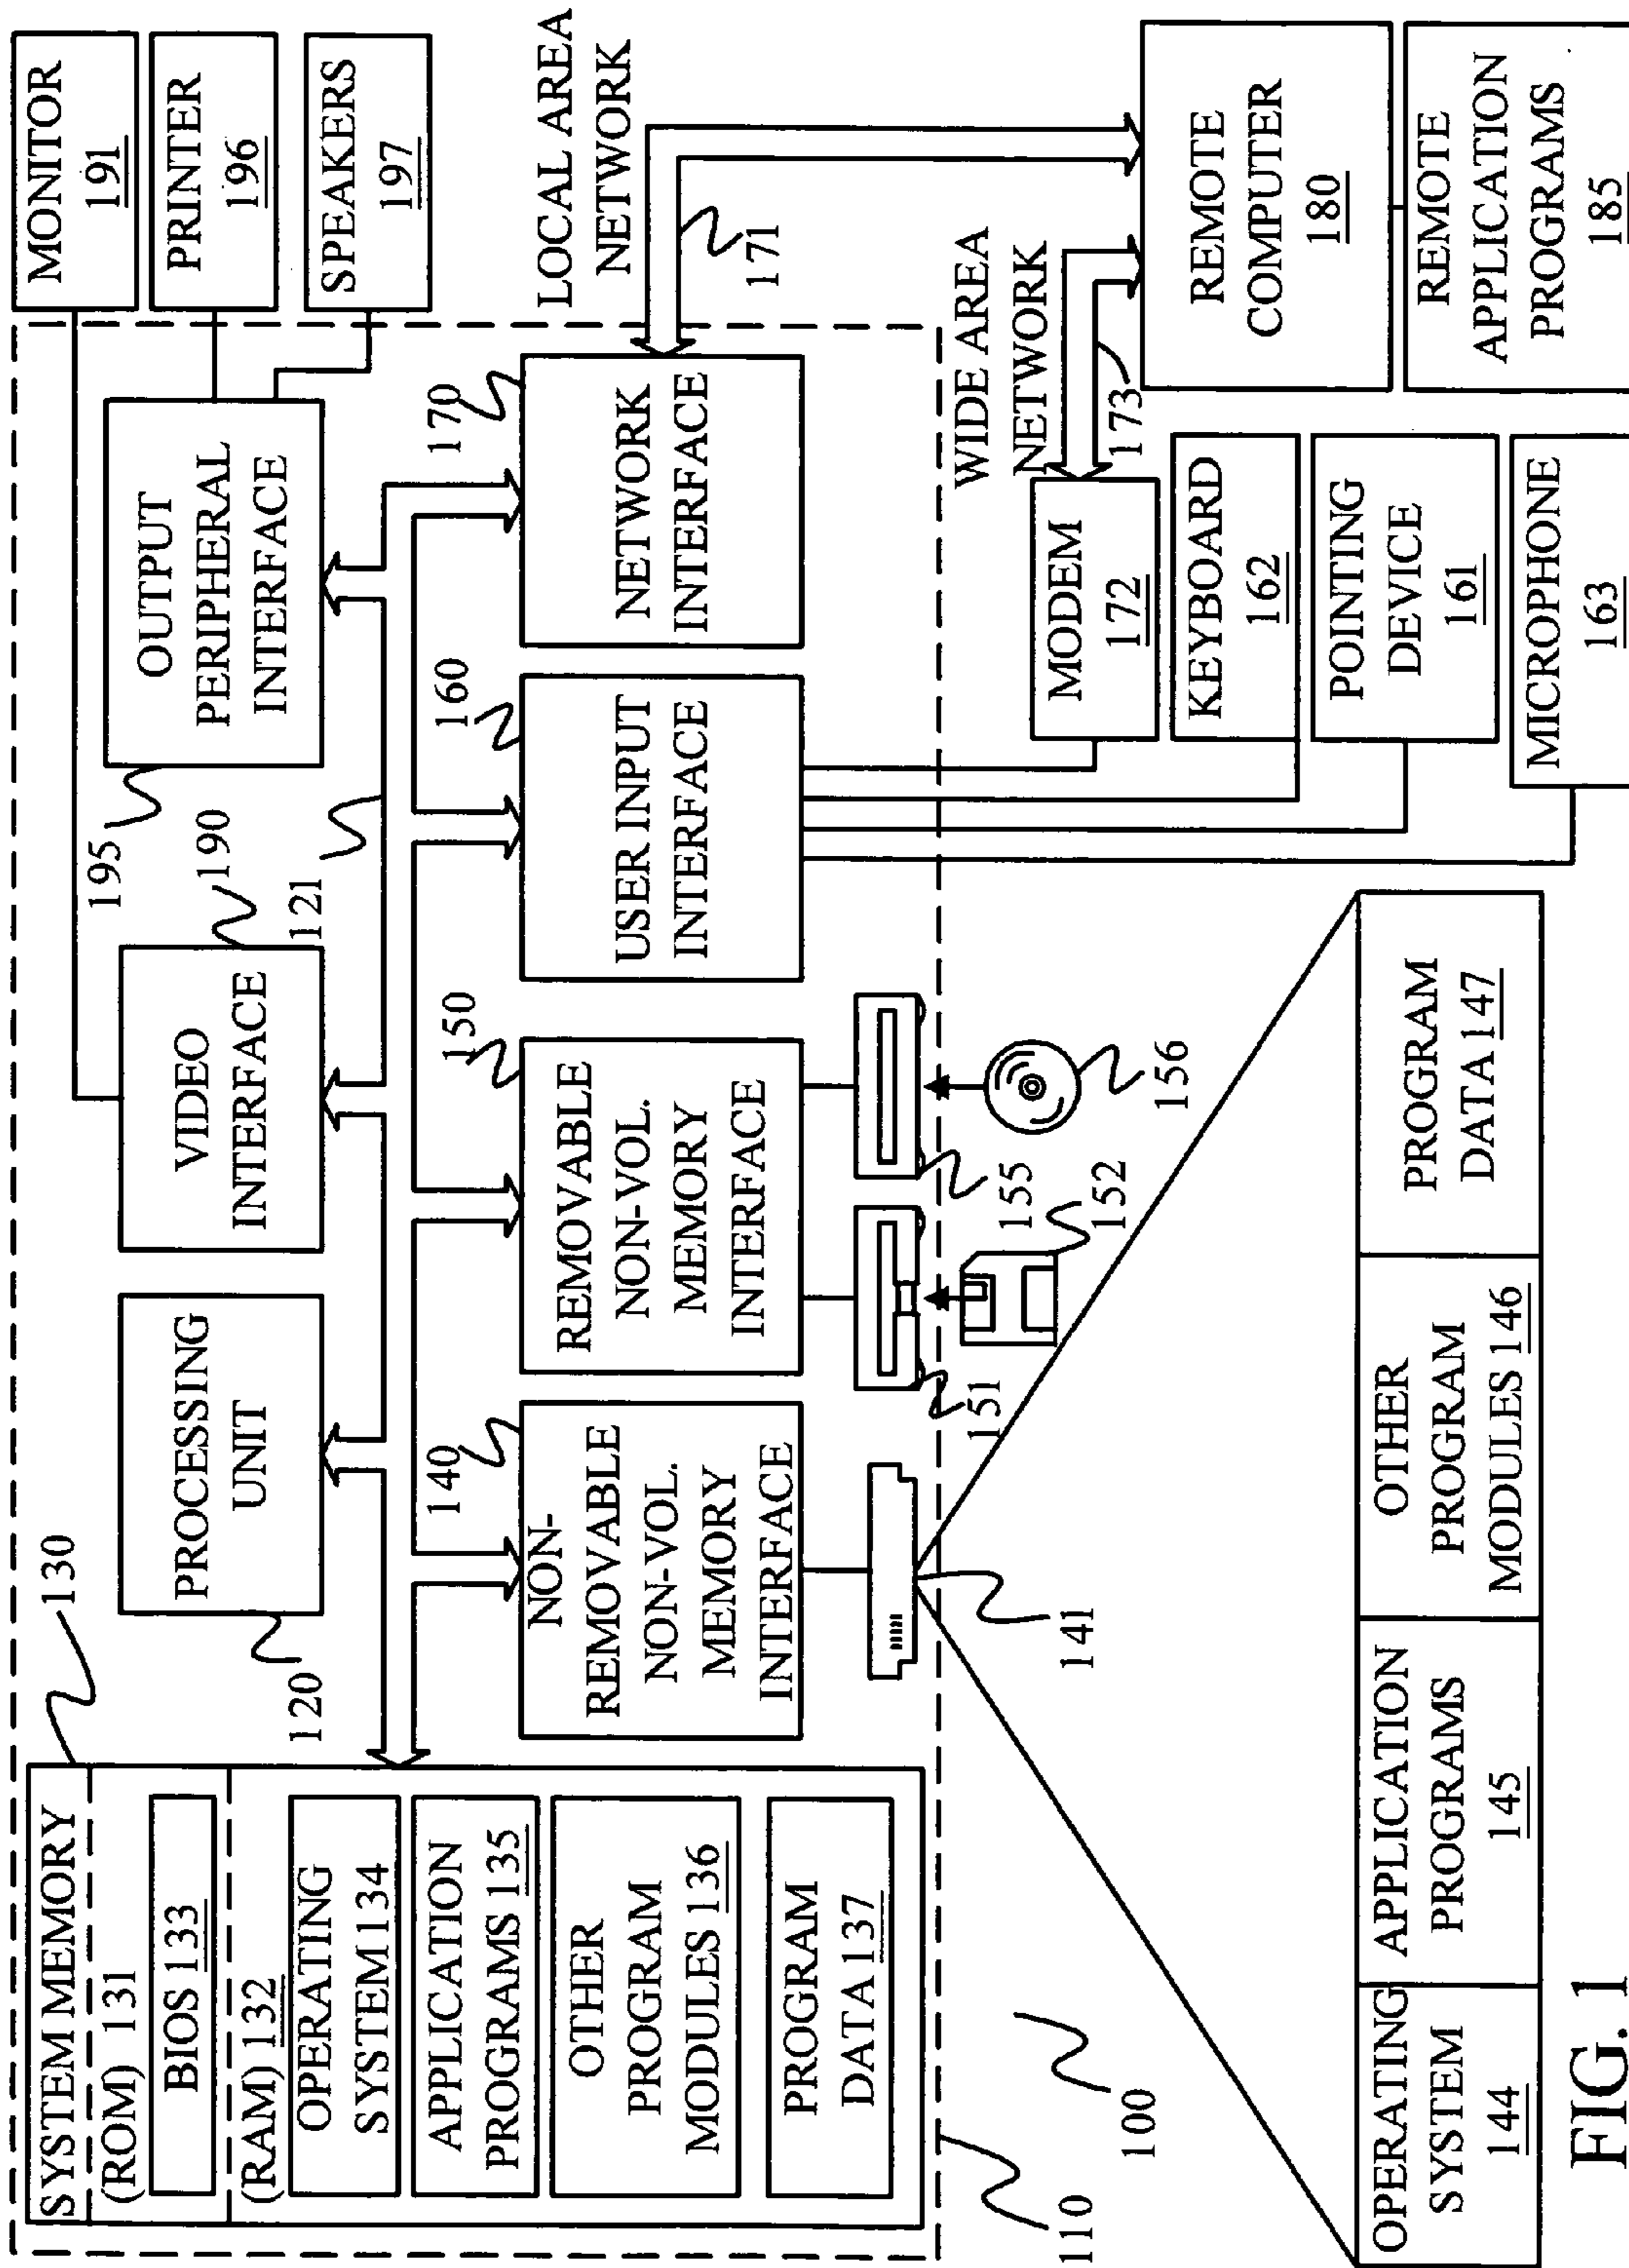 SYSTEM MEMORY
(ROM) 131
BIOS 133
(RAM) 132
OPERATING
SYSTEM 134
APPLICATION
PROGRAMS 135
OTHER
PROGRAM
MODULES 136
PROGRAM
DATA 137
130
120
PROCESSING
UNIT
VIDEO
INTERFACE
190
121
195
OUTPUT
PERIPHERAL
INTERFACE
MONITOR
191
PRINTER
196
SPEAKERS
197
140
NON-
REMOVABLE
NON-VOL.
MEMORY
INTERFACE
150
REMOVABLE
NON-VOL.
MEMORY
INTERFACE
160
USER INPUT
INTERFACE
170
NETWORK
INTERFACE
LOCAL AREA
NETWORK
171
WIDE AREA
NETWORK
173
141
151
152
155
156
MODEM
172
KEYBOARD
162
POINTING
DEVICE
161
MICROPHONE
163
REMOTE
COMPUTER
180
REMOTE
APPLICATION
PROGRAMS
185
110
100
OPERATING
SYSTEM
144
APPLICATION
PROGRAMS
145
OTHER
PROGRAM
MODULES 146
PROGRAM
DATA 147
FIG. 1